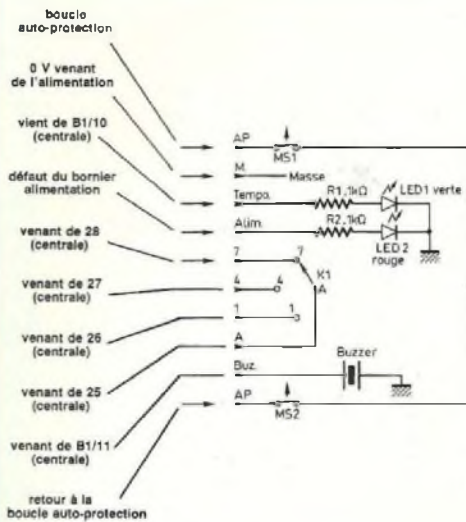 boucle
auto-protection
0 V venant
de l'alimentation
vient de B1/10
(centrale)
défaut du bornier
alimentation
venant de 28
(centrale)
venant de 27
(centrale)
venant de 26
(centrale)
venant de 25
(centrale)
venant de B1/11
(centrale)
retour à la
boucle auto-protection
AP
MS1
M.
Masse
Tempo.
R1.1kΩ
LED1 verte
Alim.
R2.1kΩ
LED2
rouge
7
7
K1
4
4
A
1
1
A
Buz.
Buzzer
AP
MS2